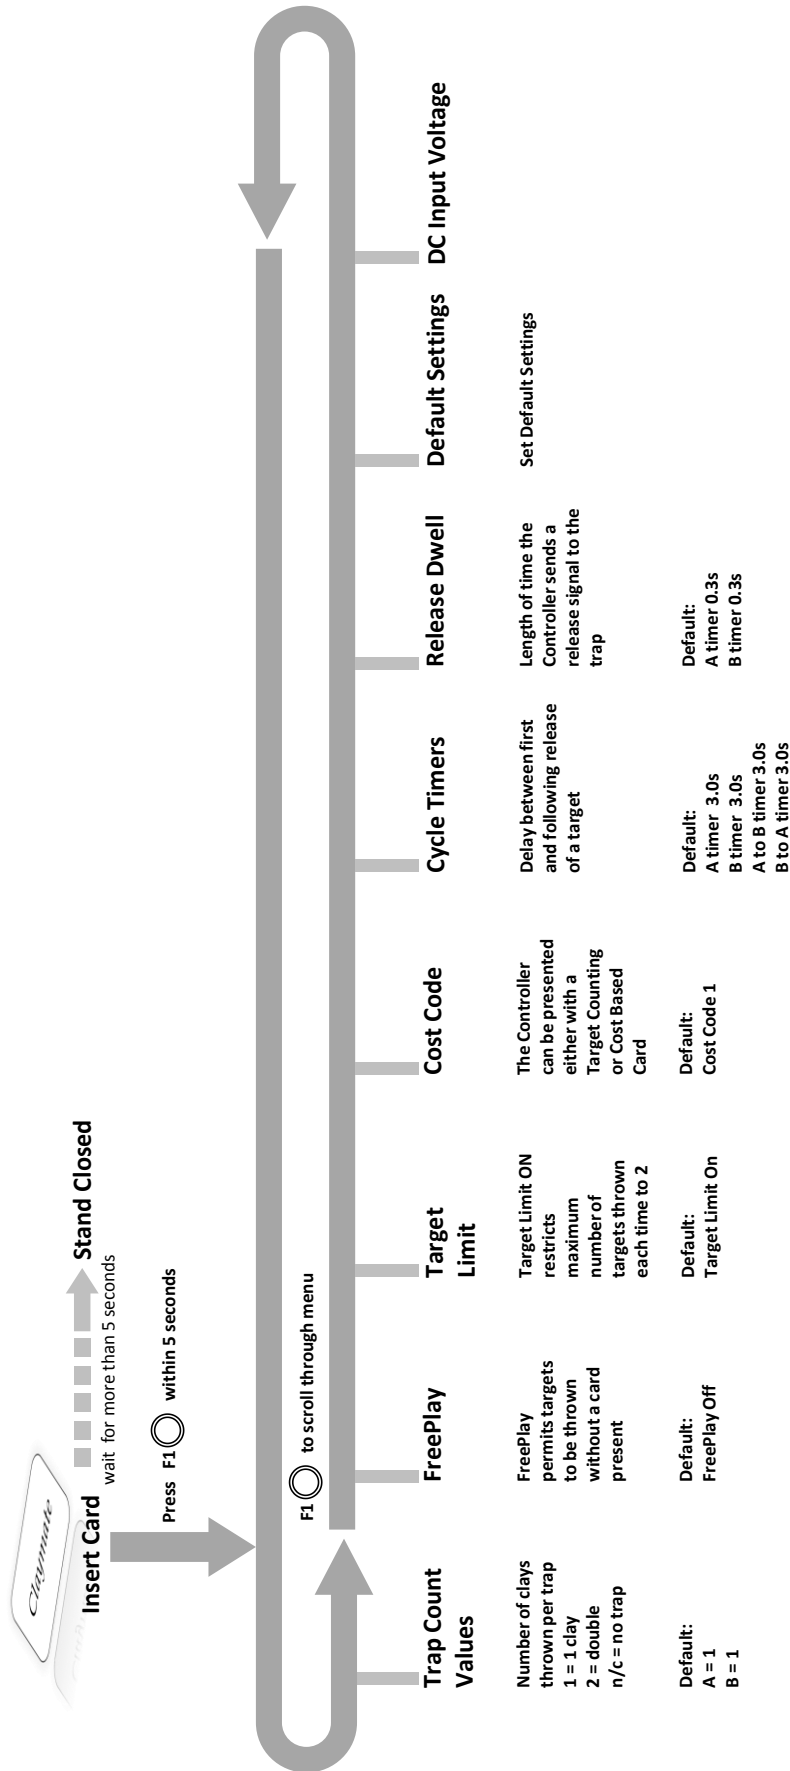 Claymate
Insert Card
Stand Closed
wait for more than 5 seconds
Press F1 within 5 seconds
F1 to scroll through menu
Trap Count
Values
Number of clays
thrown per trap
1 = 1 clay
2 = double
n/c = no trap
Default:
A = 1
B = 1
FreePlay
FreePlay
permits targets
to be thrown
without a card
present
Default:
FreePlay Off
Target
Limit
Target Limit ON
restricts
maximum
number of
targets thrown
each time to 2
Default:
Target Limit On
Cost Code
The Controller
can be presented
either with a
Target Counting
or Cost Based
Card
Default:
Cost Code 1
Cycle Timers
Delay between first
and following release
of a target
Default:
A timer 3.0s
B timer 3.0s
A to B timer 3.0s
B to A timer 3.0s
Release Dwell
Length of time the
Controller sends a
release signal to the
trap
Default:
A timer 0.3s
B timer 0.3s
Default Settings
Set Default Settings
DC Input Voltage